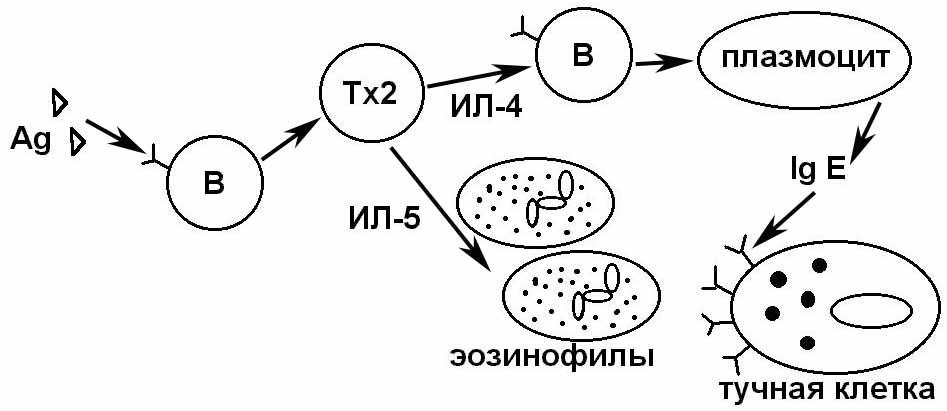 Ag
В
Тх2
ИЛ-4
В
плазмоцит
Ig E
ИЛ-5
эозинофилы
тучная клетка